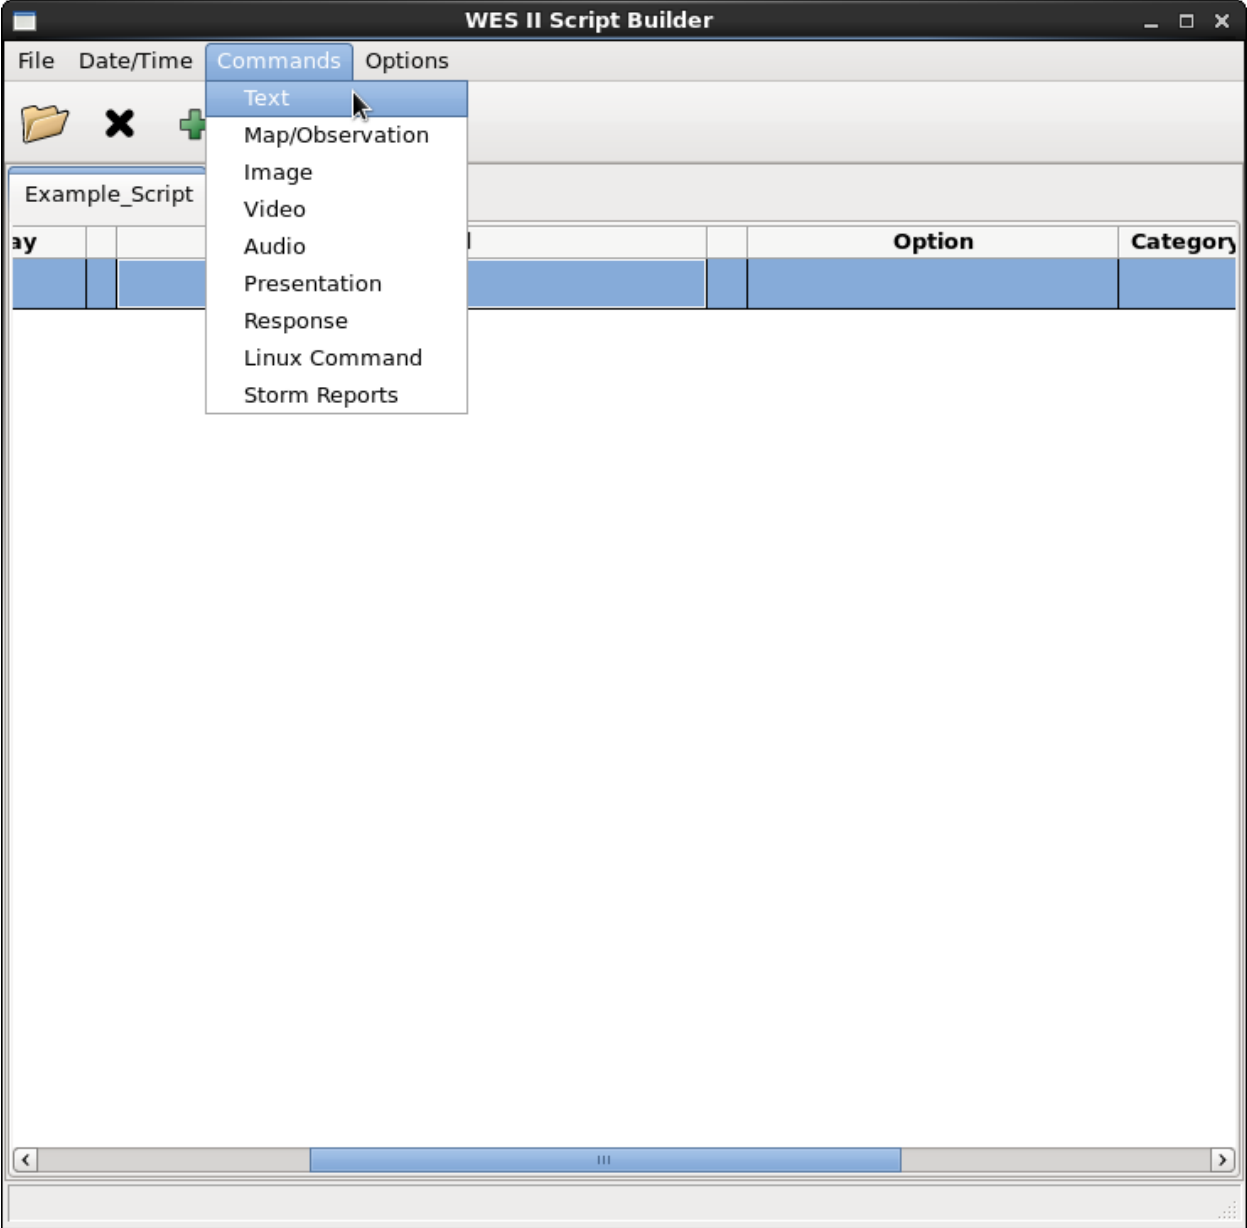 WES II Script Builder
File Date/Time Commands Options
Text
Map/Observation
Image
Example_Script
Video
ay Option Category
Audio
Presentation
Response
Linux Command
Storm Reports